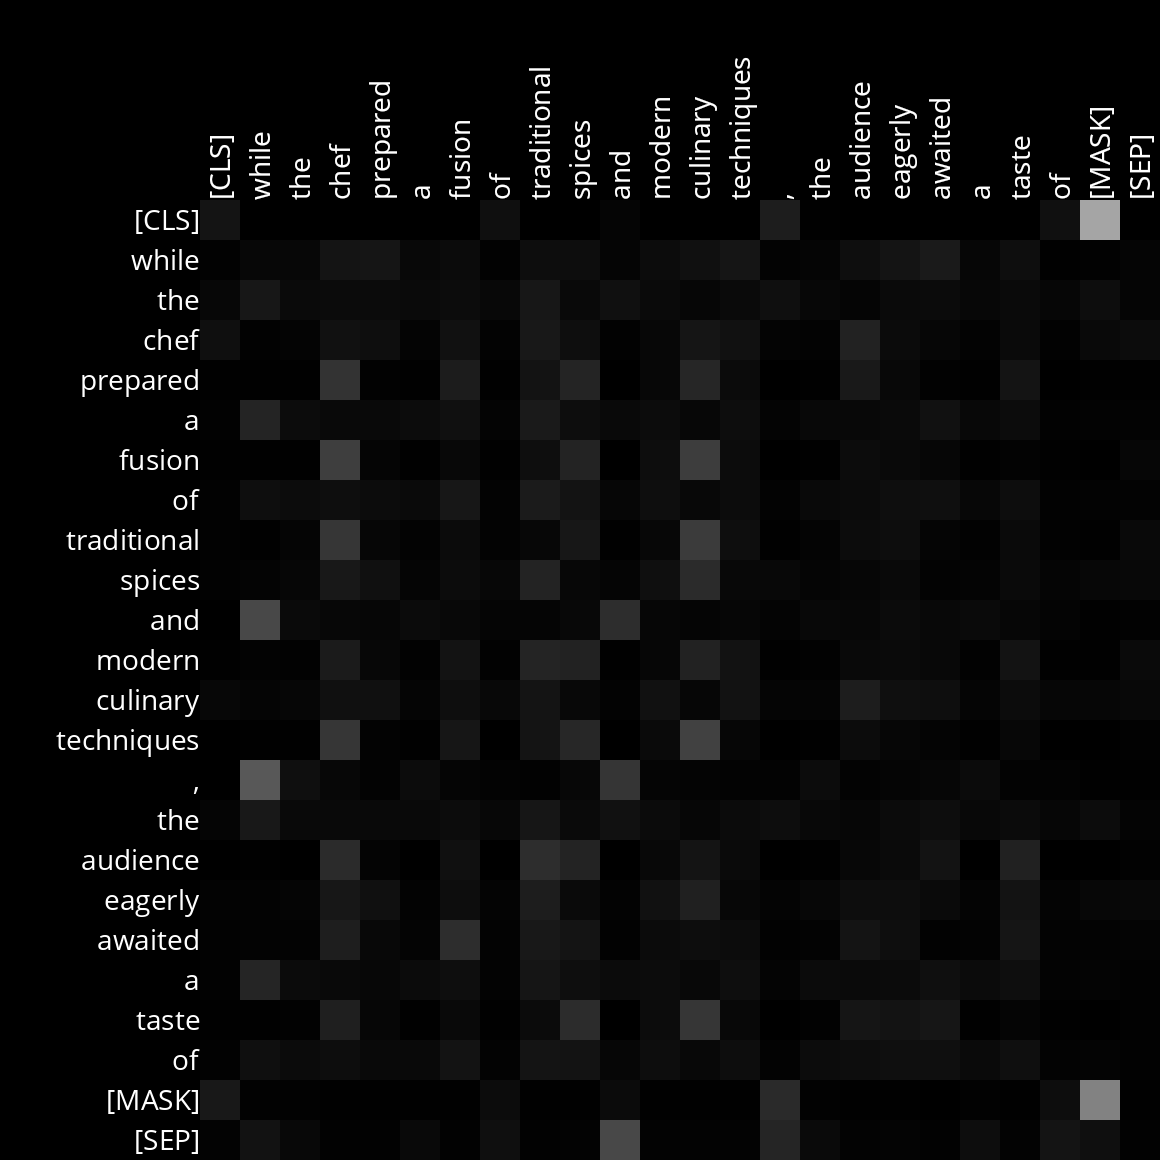 [CLS] while the chef prepared a fusion of traditional spices and modern culinary techniques , the audience eagerly awaited a taste of [MASK] [SEP]
[CLS]
while
the
chef
prepared
a
fusion
of
traditional
spices
and
modern
culinary
techniques
,
the
audience
eagerly
awaited
a
taste
of
[MASK]
[SEP]